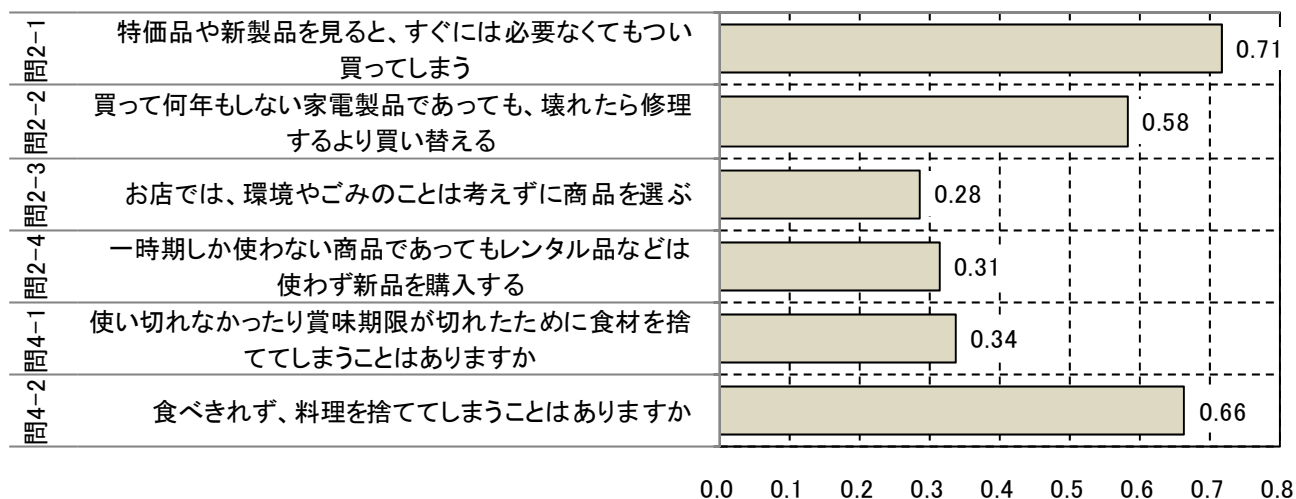 問2-1
特価品や新製品を見ると、すぐには必要なくてもつい
買ってしまう
0.71
問2-2
買って何年もしない家電製品であっても、壊れたら修理
するより買い替える
0.58
問2-3
お店では、環境やごみのことは考えずに商品を選ぶ
0.28
問2-4
一時期しか使わない商品であってもレンタル品などは
使わず新品を購入する
0.31
問4-1
使い切れなかったり賞味期限が切れたために食材を捨
ててしまうことはありますか
0.34
問4-2
食べきれず、料理を捨ててしまうことはありますか
0.66
0.0 0.1 0.2 0.3 0.4 0.5 0.6 0.7 0.8